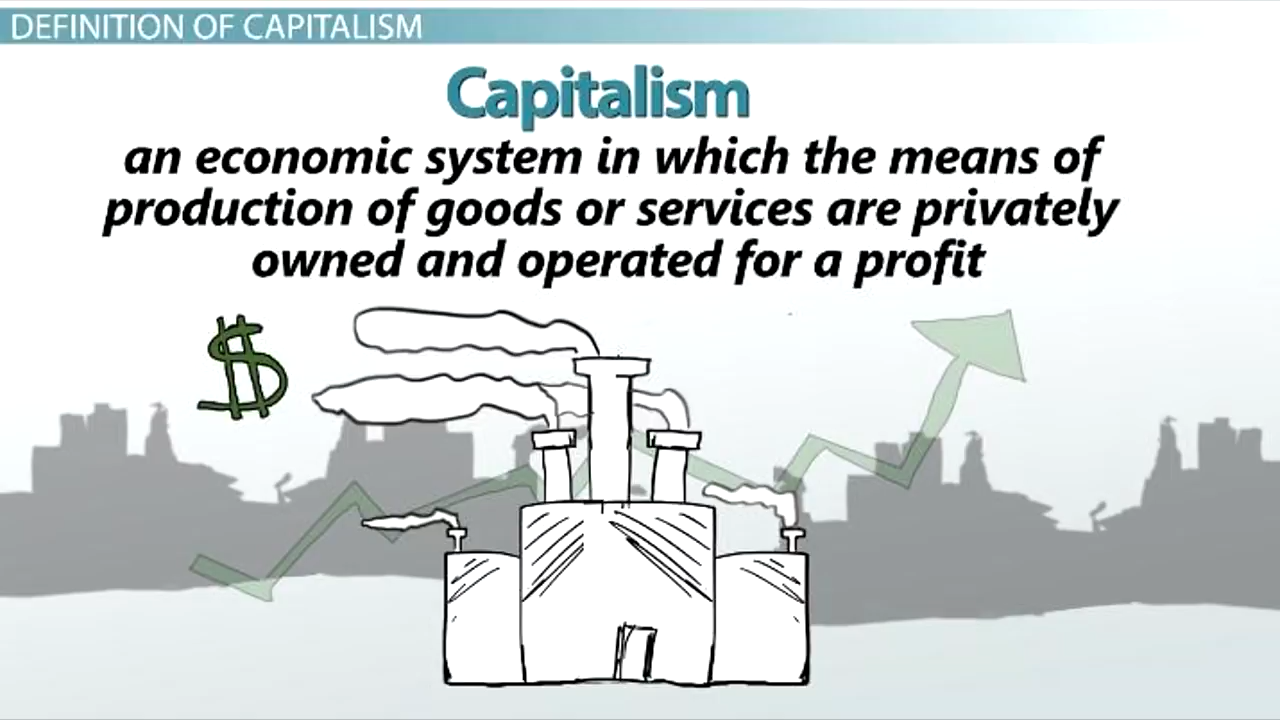 DEFINITION OF CAPITALISM
Capitalism
an economic system in which the means of
production of goods or services are privately
owned and operated for a profit
$